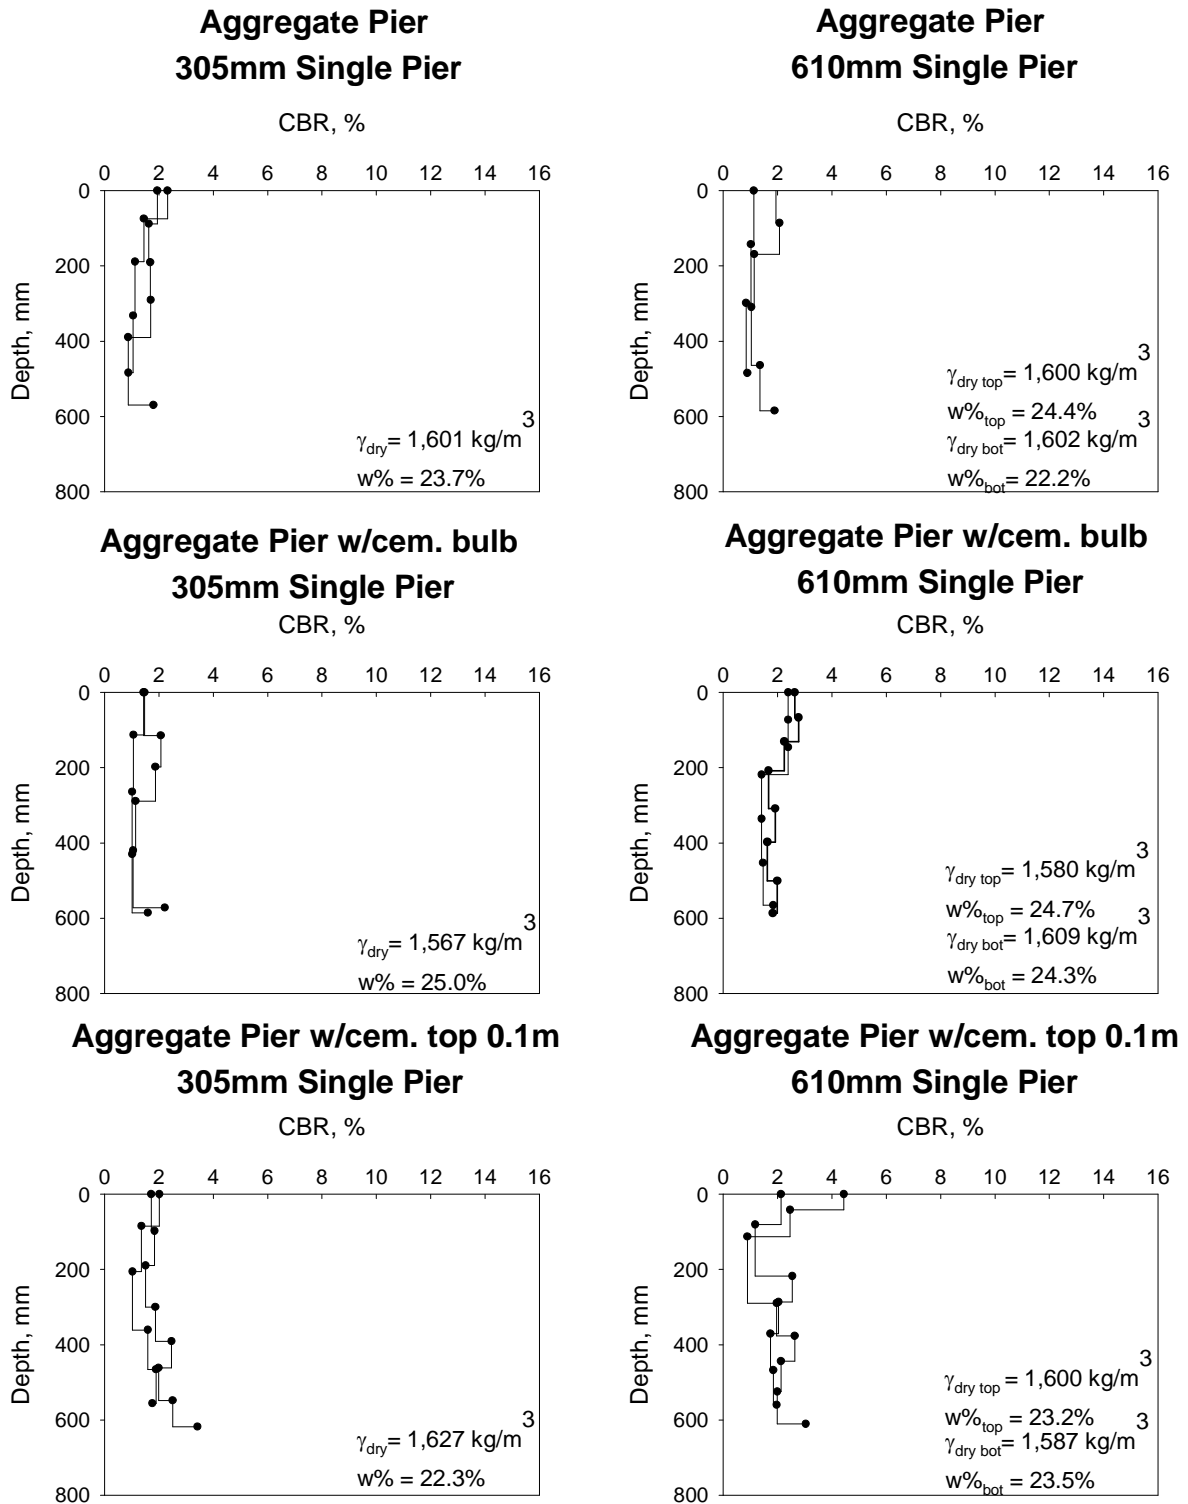 Aggregate Pier
305mm Single Pier
CBR, %
0 2 4 6 8 10 12 14 16
0
200
400
600
800
Depth, mm
γdry= 1,601 kg/m3
w% = 23.7%
Aggregate Pier
610mm Single Pier
CBR, %
0 2 4 6 8 10 12 14 16
0
200
400
600
800
Depth, mm
γdry top= 1,600 kg/m3
w%top = 24.4%
γdry bot= 1,602 kg/m3
w%bot= 22.2%
Aggregate Pier w/cem. bulb
305mm Single Pier
CBR, %
0 2 4 6 8 10 12 14 16
0
200
400
600
800
Depth, mm
γdry= 1,567 kg/m3
w% = 25.0%
Aggregate Pier w/cem. bulb
610mm Single Pier
CBR, %
0 2 4 6 8 10 12 14 16
0
200
400
600
800
Depth, mm
γdry top= 1,580 kg/m3
w%top = 24.7%
γdry bot= 1,609 kg/m3
w%bot = 24.3%
Aggregate Pier w/cem. top 0.1m
305mm Single Pier
CBR, %
0 2 4 6 8 10 12 14 16
0
200
400
600
800
Depth, mm
γdry= 1,627 kg/m3
w% = 22.3%
Aggregate Pier w/cem. top 0.1m
610mm Single Pier
CBR, %
0 2 4 6 8 10 12 14 16
0
200
400
600
800
Depth, mm
γdry top = 1,600 kg/m3
w%top = 23.2%
γdry bot= 1,587 kg/m3
w%bot = 23.5%